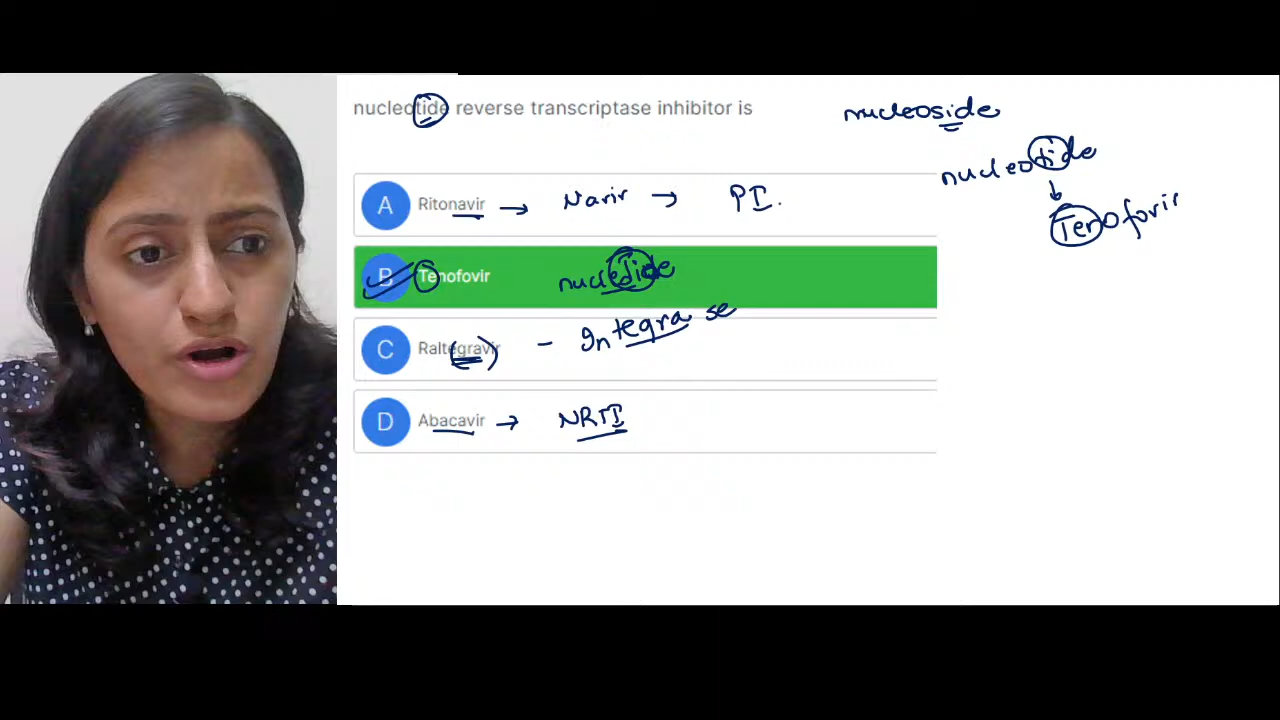 nucleotide reverse transcriptase inhibitor is
nucleoside
nucleotide
↓
Tenofovir
A Ritonavir → Navir → PI.
B Tenofovir nucleotide
C Raltegravir - Integrase
D Abacavir → NRTI